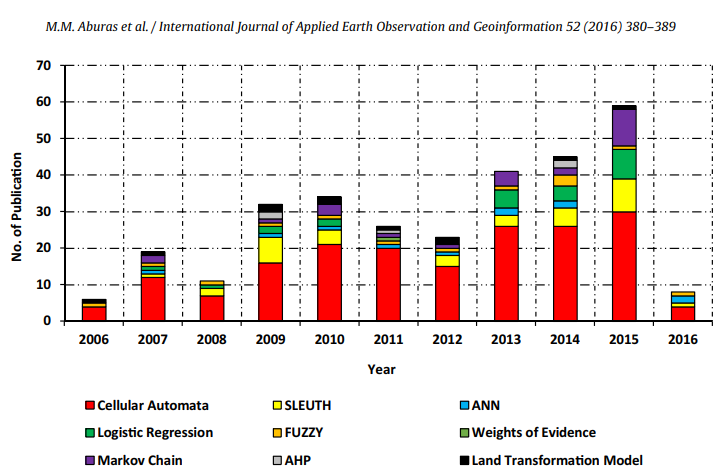 M.M. Aburas et al. / International Journal of Applied Earth Observation and Geoinformation 52 (2016) 380–389
70
60
50
40
30
20
10
0
No. of Publication
2006 2007 2008 2009 2010 2011 2012 2013 2014 2015 2016
Year
Cellular Automata SLEUTH ANN
Logistic Regression FUZZY Weights of Evidence
Markov Chain AHP Land Transformation Model